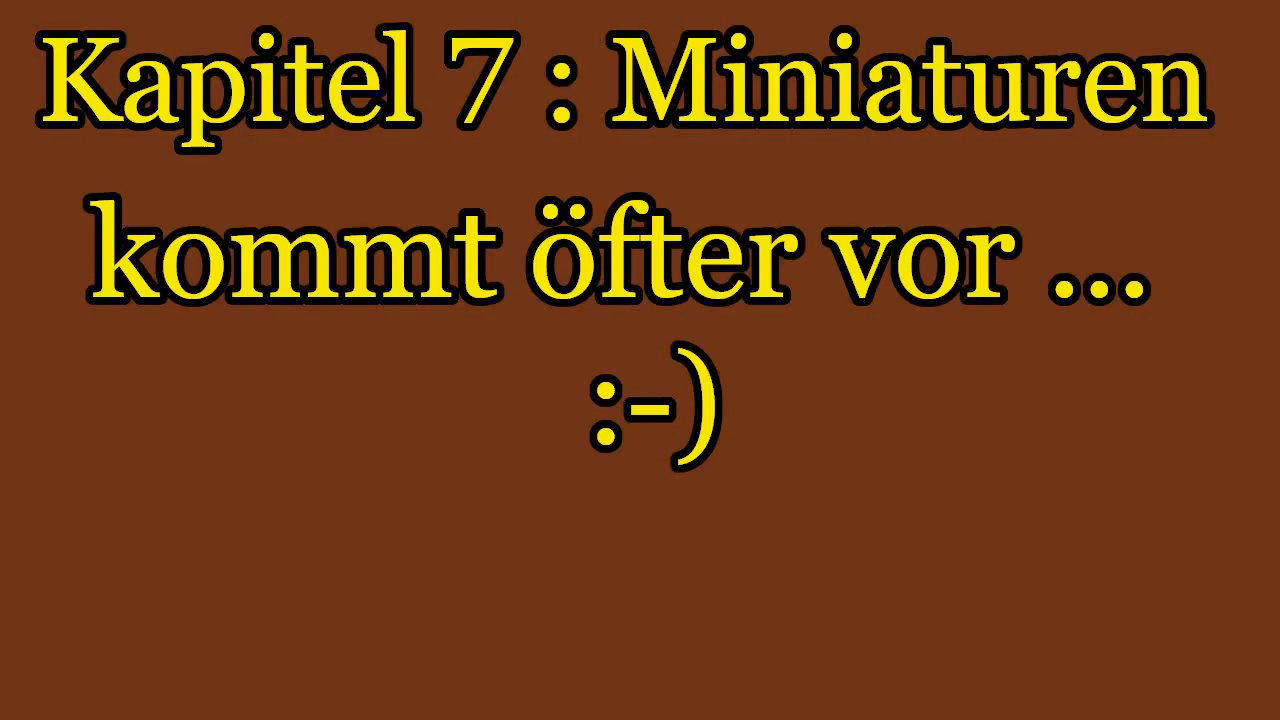 Kapitel 7 : Miniaturen
kommt öfter vor ...
:-)